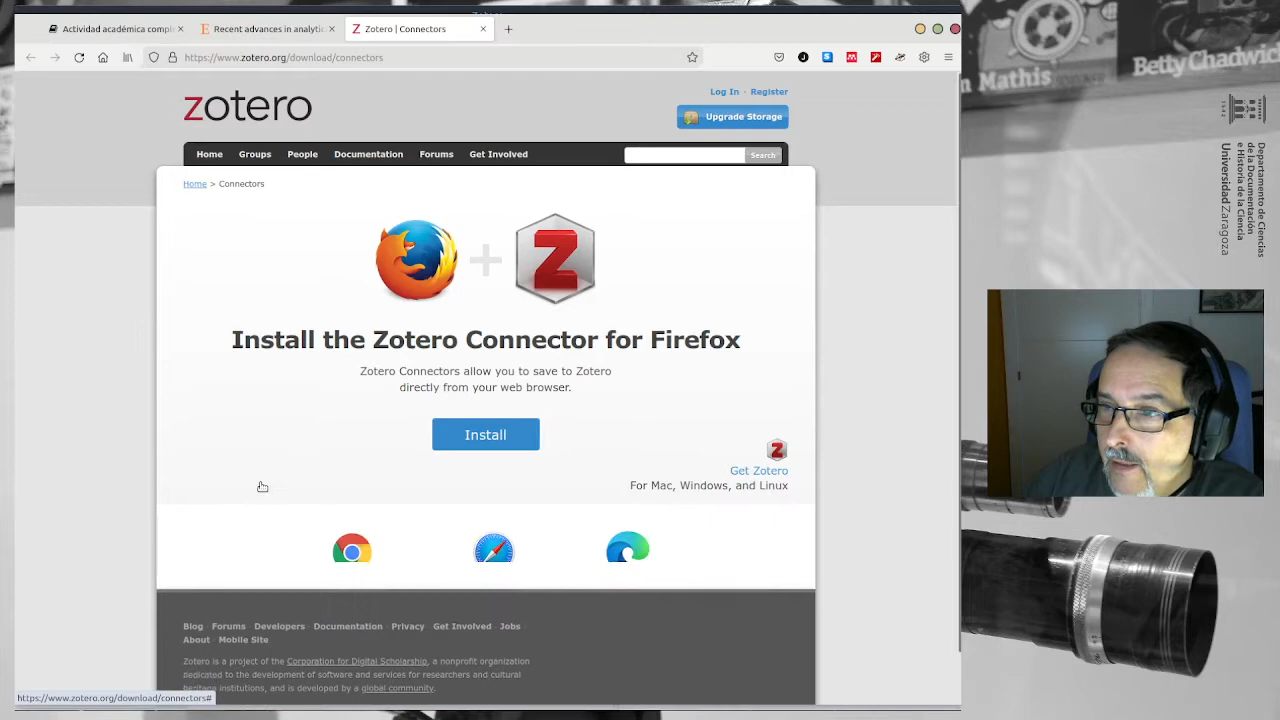 Actividad académica comple
Recent advances in analytic
Zotero | Connectors
https://www.zotero.org/download/connectors
zotero
Log In · Register
Upgrade Storage
Home Groups People Documentation Forums Get Involved
Search
Home > Connectors
Install the Zotero Connector for Firefox
Zotero Connectors allow you to save to Zotero
directly from your web browser.
Install
Get Zotero
For Mac, Windows, and Linux
Blog · Forums · Developers · Documentation · Privacy · Get Involved · Jobs ·
About · Mobile Site
Zotero is a project of the Corporation for Digital Scholarship, a nonprofit organization
dedicated to the development of software and services for researchers and cultural
heritage institutions, and is developed by a global community.
https://www.zotero.org/download/connectors#
Mathis
Betty Chadwi
Departamento de Ciencias
de la Documentación
e Historia de la Ciencia
Universidad Zaragoza
1542